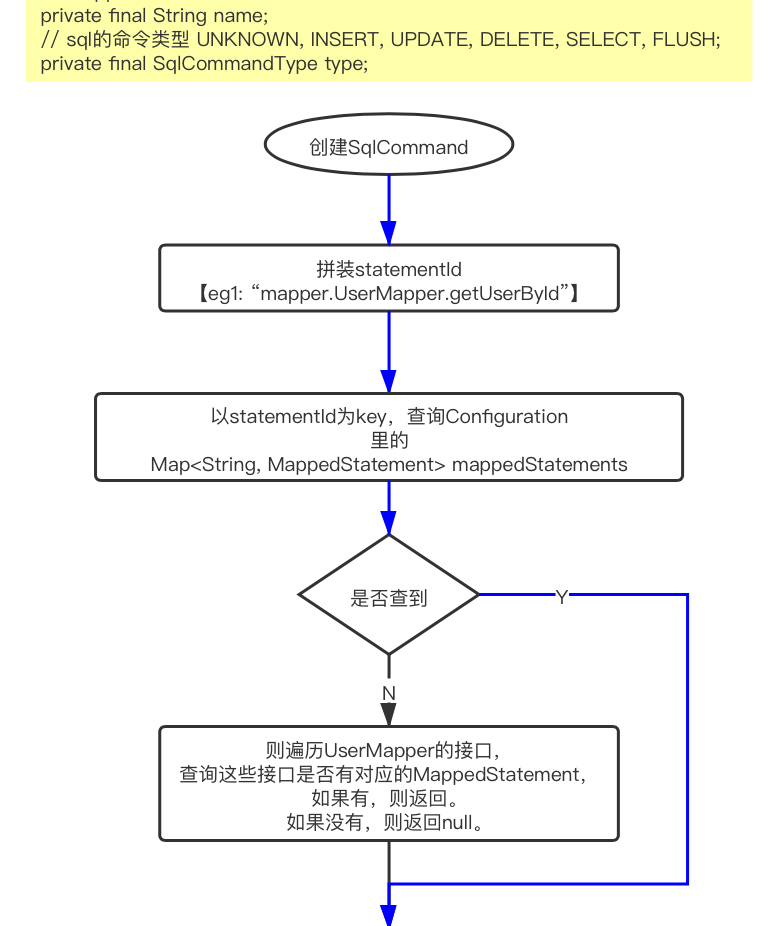 private final String name;
// sql的命令类型 UNKNOWN, INSERT, UPDATE, DELETE, SELECT, FLUSH;
private final SqlCommandType type;
创建SqlCommand
拼装statementId
【eg1: “mapper.UserMapper.getUserById”】
以statementId为key，查询Configuration
里的
Map<String, MappedStatement> mappedStatements
是否查到
Y
N
则遍历UserMapper的接口，
查询这些接口是否有对应的MappedStatement，
如果有，则返回。
如果没有，则返回null。